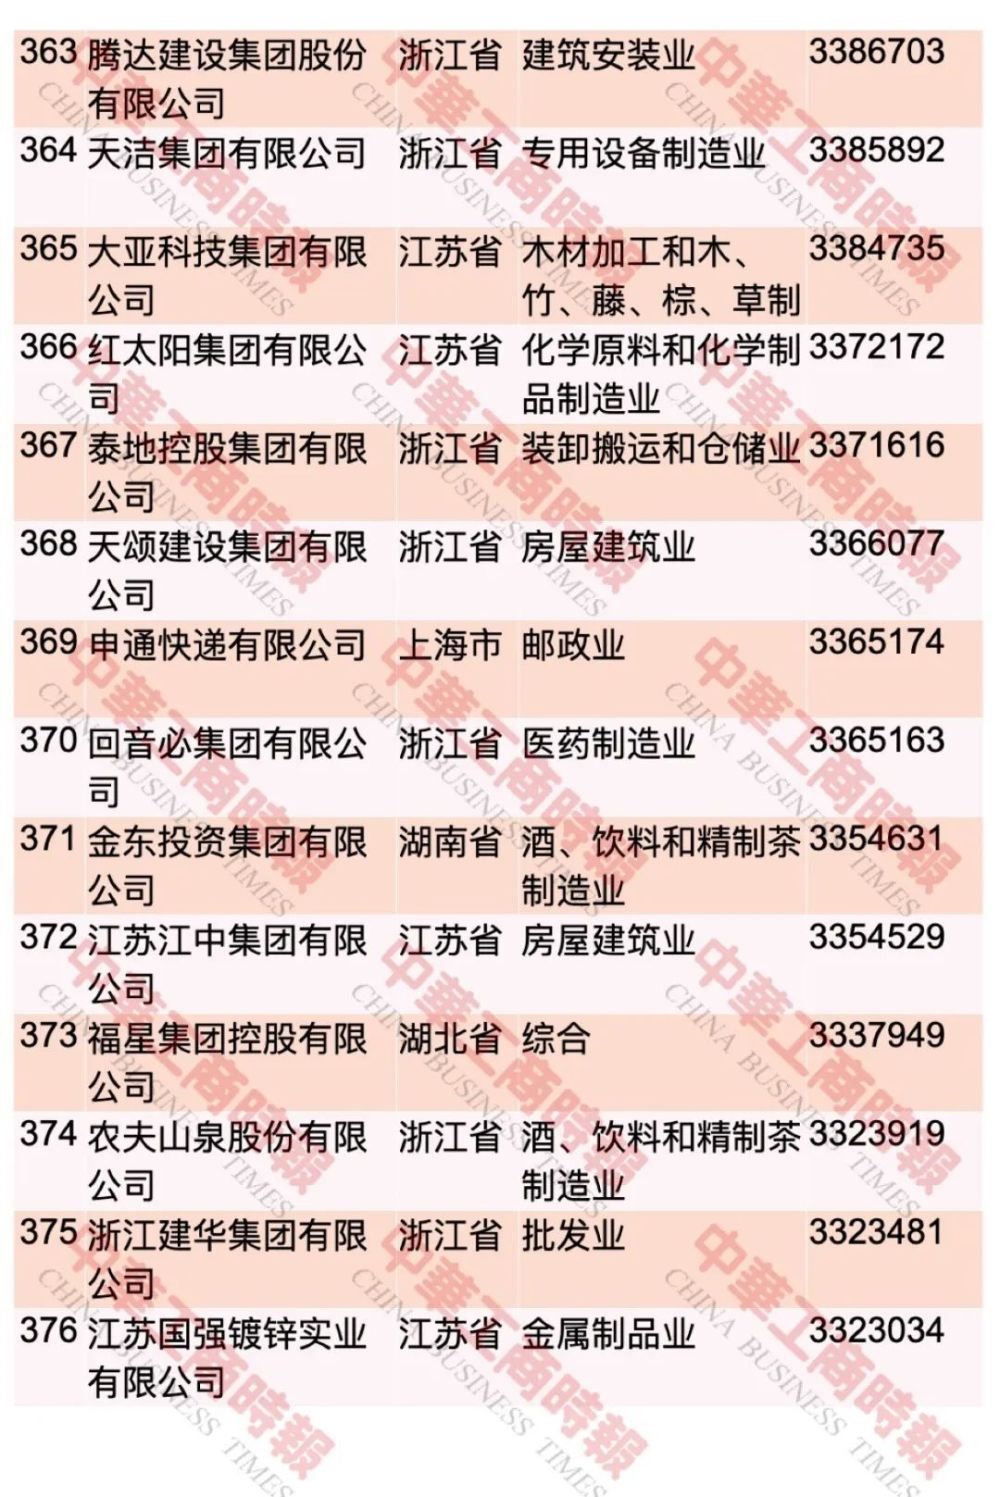 363 腾达建设集团股份 浙江省 建筑安装业 3386703
有限公司
364 天洁集团有限公司 浙江省 专用设备制造业 3385892
365 大亚科技集团有限 江苏省 木材加工和木、 3384735
公司 竹、藤、棕、草制
366 红太阳集团有限公 江苏省 化学原料和化学制 3372172
司 品制造业
367 泰地控股集团有限 浙江省 装卸搬运和仓储业 3371616
公司
368 天颂建设集团有限 浙江省 房屋建筑业 3366077
公司
369 申通快递有限公司 上海市 邮政业 3365174
370 回音必集团有限公 浙江省 医药制造业 3365163
司
371 金东投资集团有限 湖南省 酒、饮料和精制茶 3354631
公司 制造业
372 江苏江中集团有限 江苏省 房屋建筑业 3354529
公司
373 福星集团控股有限 湖北省 综合 3337949
公司
374 农夫山泉股份有限 浙江省 酒、饮料和精制茶 3323919
公司 制造业
375 浙江建华集团有限 浙江省 批发业 3323481
公司
376 江苏国强镀锌实业 江苏省 金属制品业 3323034
有限公司
中華工商時報
CHINA BUSINESS TIMES